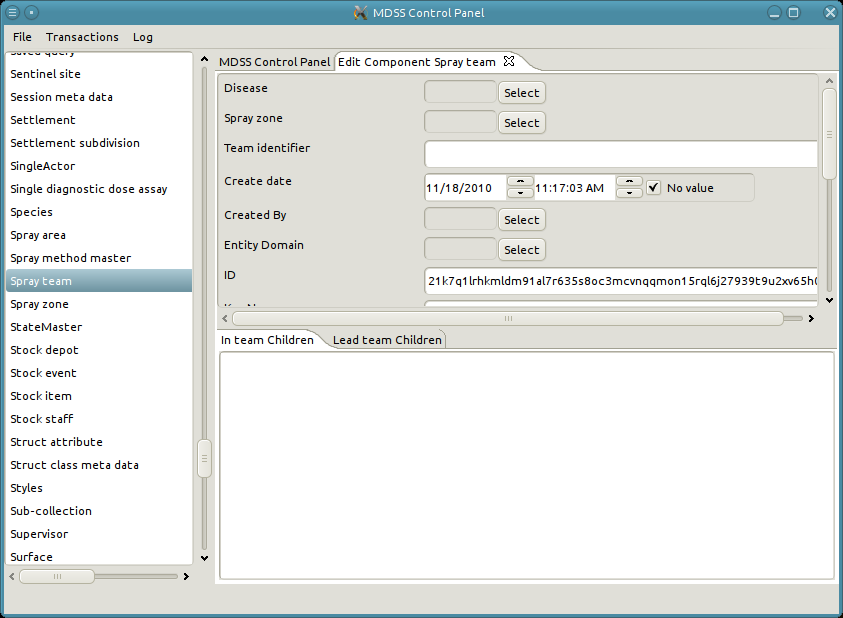 MDSS Control Panel
File Transactions Log
Saved query
Sentinel site
Session meta data
Settlement
Settlement subdivision
SingleActor
Single diagnostic dose assay
Species
Spray area
Spray method master
Spray team
Spray zone
StateMaster
Stock depot
Stock event
Stock item
Stock staff
Struct attribute
Struct class meta data
Styles
Sub-collection
Supervisor
Surface
MDSS Control Panel Edit Component Spray team
Disease Select
Spray zone Select
Team identifier
Create date 11/18/2010 11:17:03 AM No value
Created By Select
Entity Domain Select
ID
In team Children Lead team Children